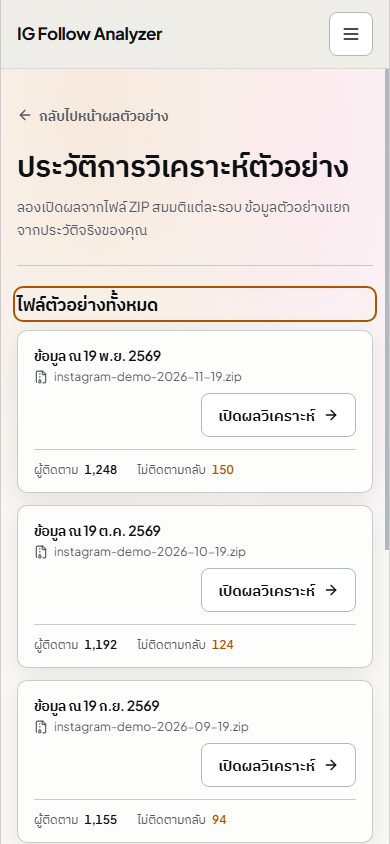 IG Follow Analyzer
← กลับไปหน้าผลตัวอย่าง
ประวัติการวิเคราะห์ตัวอย่าง
ลองเปิดผลจากไฟล์ ZIP สมมติแต่ละรอบ ข้อมูลตัวอย่างแยก
จากประวัติจริงของคุณ
ไฟล์ตัวอย่างทั้งหมด
ข้อมูล ณ 19 พ.ย. 2569
instagram-demo-2026-11-19.zip
เปิดผลวิเคราะห์ →
ผู้ติดตาม 1,248 ไม่ติดตามกลับ 150
ข้อมูล ณ 19 ต.ค. 2569
instagram-demo-2026-10-19.zip
เปิดผลวิเคราะห์ →
ผู้ติดตาม 1,192 ไม่ติดตามกลับ 124
ข้อมูล ณ 19 ก.ย. 2569
instagram-demo-2026-09-19.zip
เปิดผลวิเคราะห์ →
ผู้ติดตาม 1,155 ไม่ติดตามกลับ 94